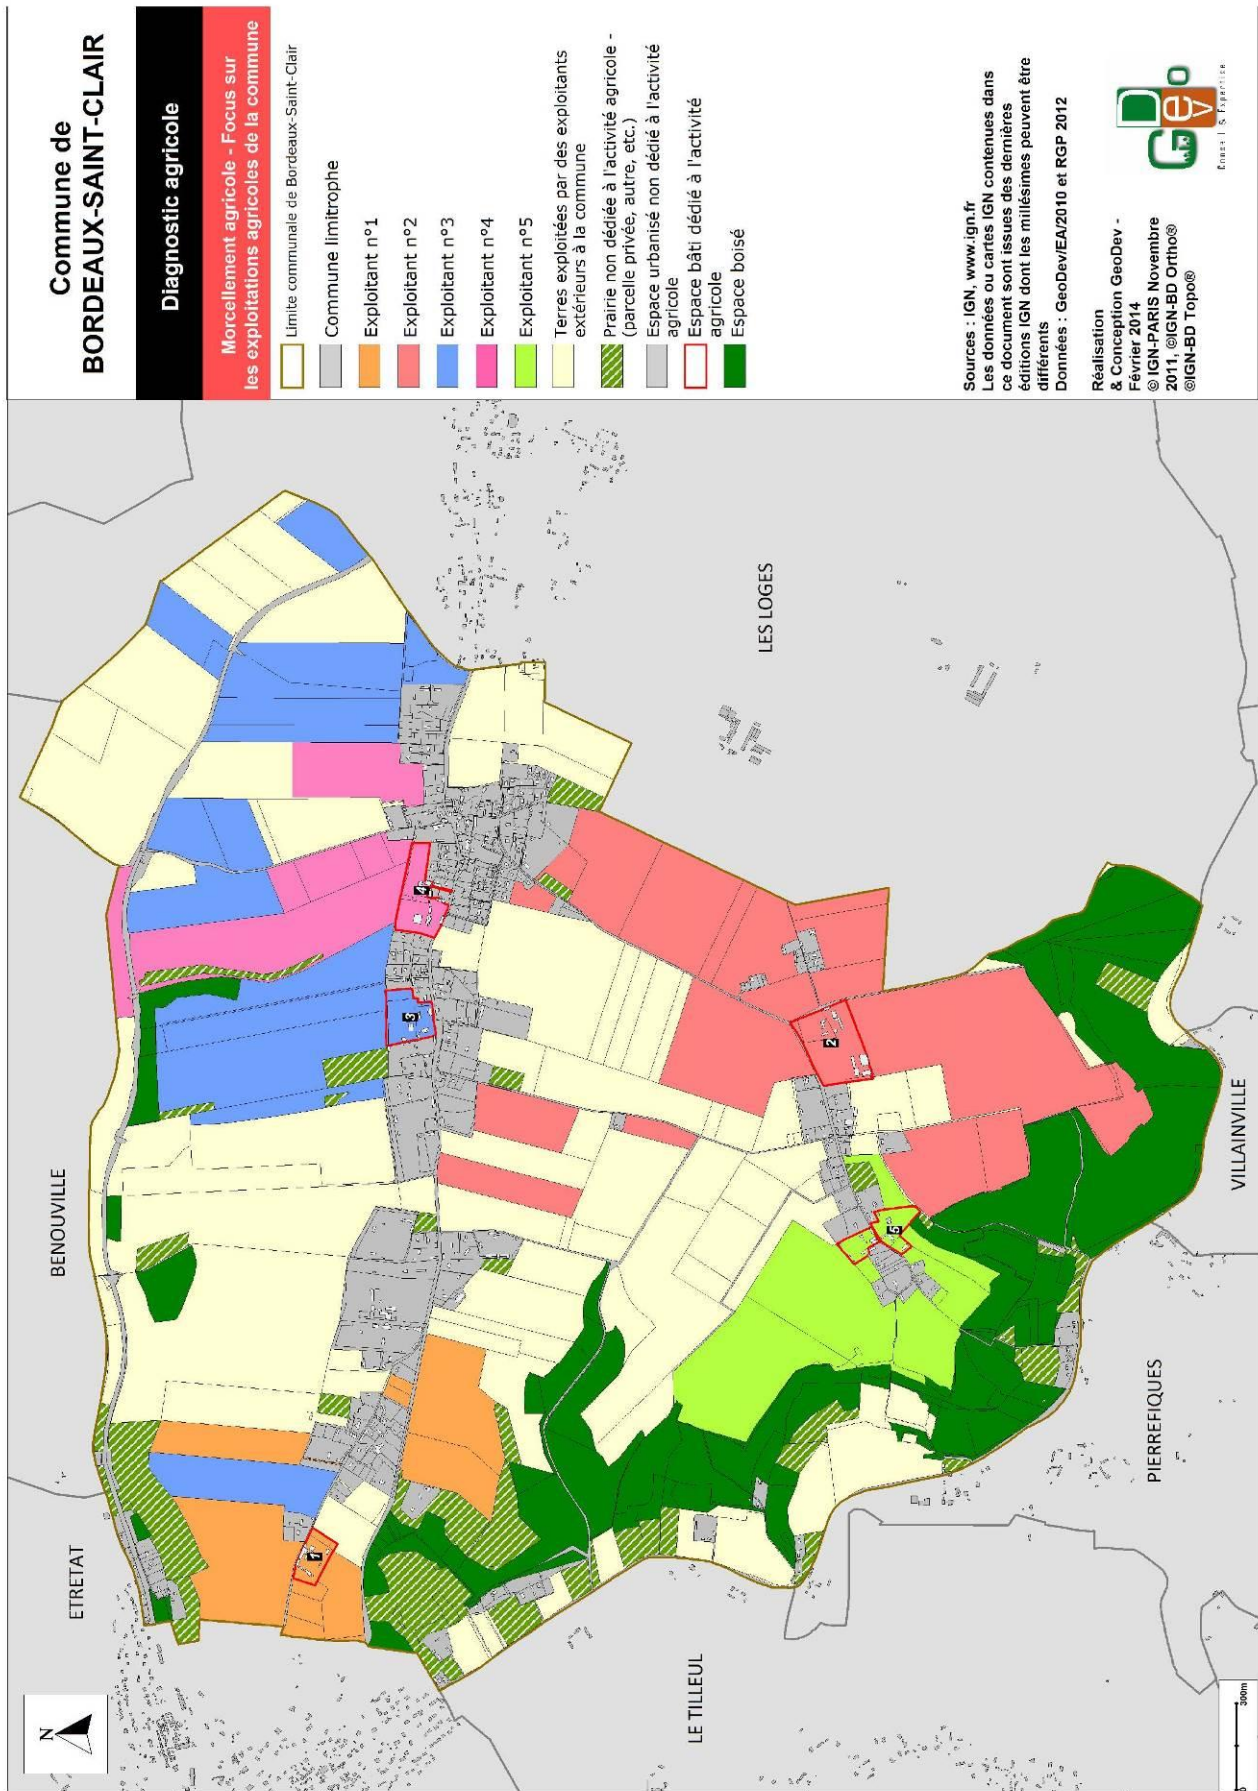 Commune de
BORDEAUX-SAINT-CLAIR
Diagnostic agricole
Morcellement agricole - Focus sur
les exploitations agricoles de la commune
Limite communale de Bordeaux-Saint-Clair
Commune limitrophe
Exploitant n°1
Exploitant n°2
Exploitant n°3
Exploitant n°4
Exploitant n°5
Terres exploitées par des exploitants
extérieurs à la commune
Prairie non dédiée à l'activité agricole -
(parcelle privée, autre, etc.)
Espace urbanisé non dédié à l'activité
agricole
Espace bâti dédié à l'activité
agricole
Espace boisé
Sources : IGN, www.ign.fr
Les données ou cartes IGN contenues dans
ce document sont issues des dernières
éditions IGN dont les millésimes peuvent être
différents
Données : GeoDev/EA/2010 et RGP 2012
Réalisation
& Conception GeoDev -
Février 2014
© IGN-PARIS Novembre
2011, ©IGN-BD Ortho®
©IGN-BD Topo®
GeoDev
Conseil & Expertise
N
ETRETAT
BENOUVILLE
LES LOGES
LE TILLEUL
PIERREFIQUES
VILLAINVILLE
1
2
3
4
5
0
300m